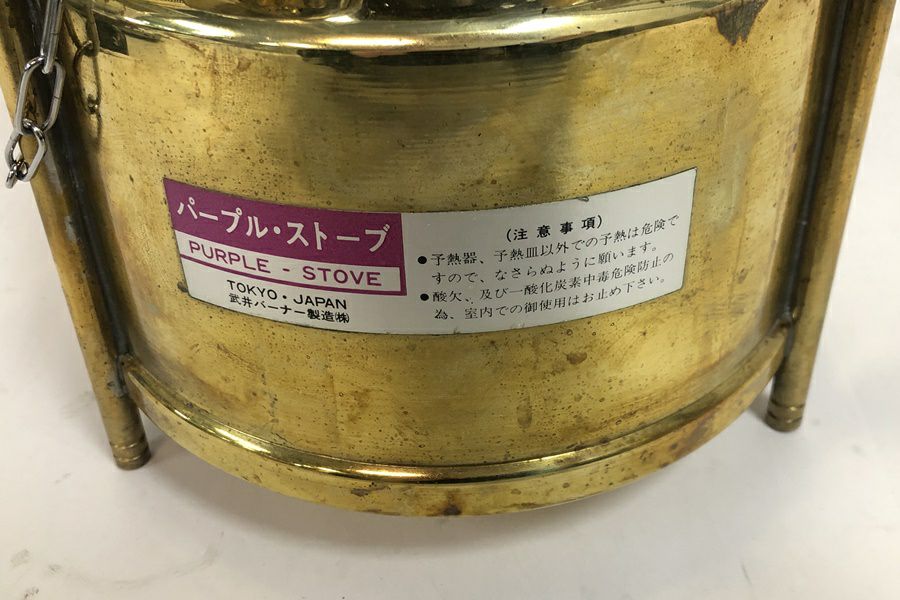 パープル・ストーブ
PURPLE - STOVE
TOKYO・JAPAN
武井バーナー製造㈱
(注意事項)
●予熱器、予熱皿以外での予熱は危険で
すので、なさらぬように願います。
●酸欠、及び一酸化炭素中毒危険防止の
為、室内での御使用はお止め下さい。